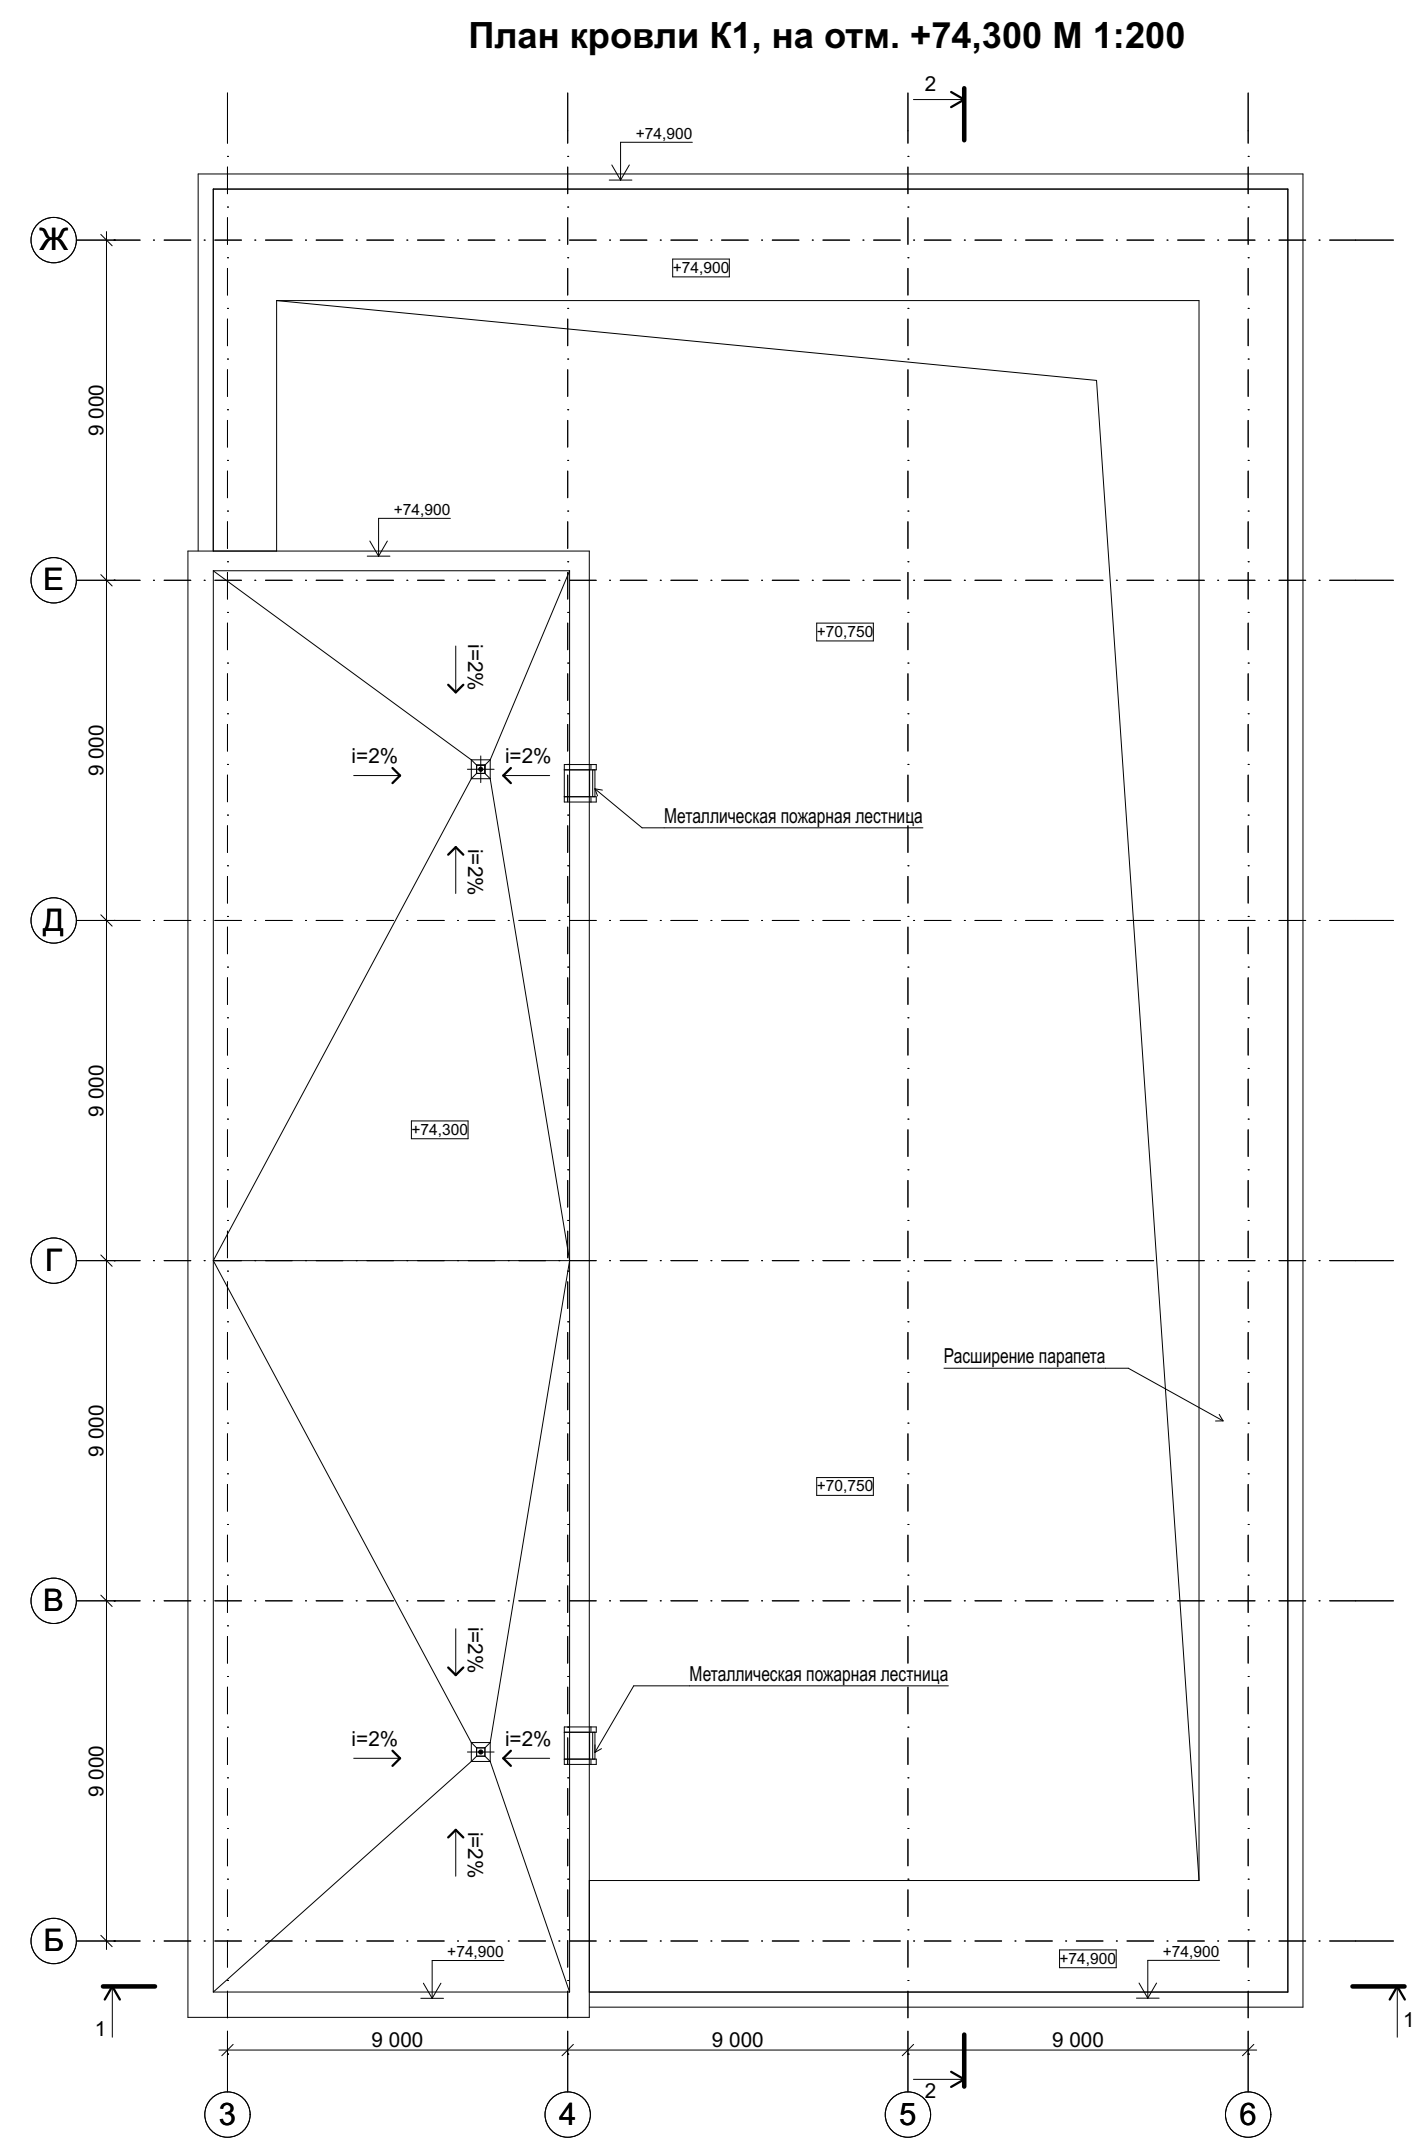 План кровли К1, на отм. +74,300 М 1:200
2
+74,900
Ж
+74,900
9 000
+74,900
Е
+70,750
i=2%
9 000
i=2%
i=2%
Металлическая пожарная лестница
i=2%
Д
9 000
+74,300
Г
Расширение парапета
9 000
+70,750
В
i=2%
Металлическая пожарная лестница
i=2%
i=2%
9 000
i=2%
Б
+74,900
+74,900
+74,900
1
1
9 000
9 000
9 000
2
3
4
5
6